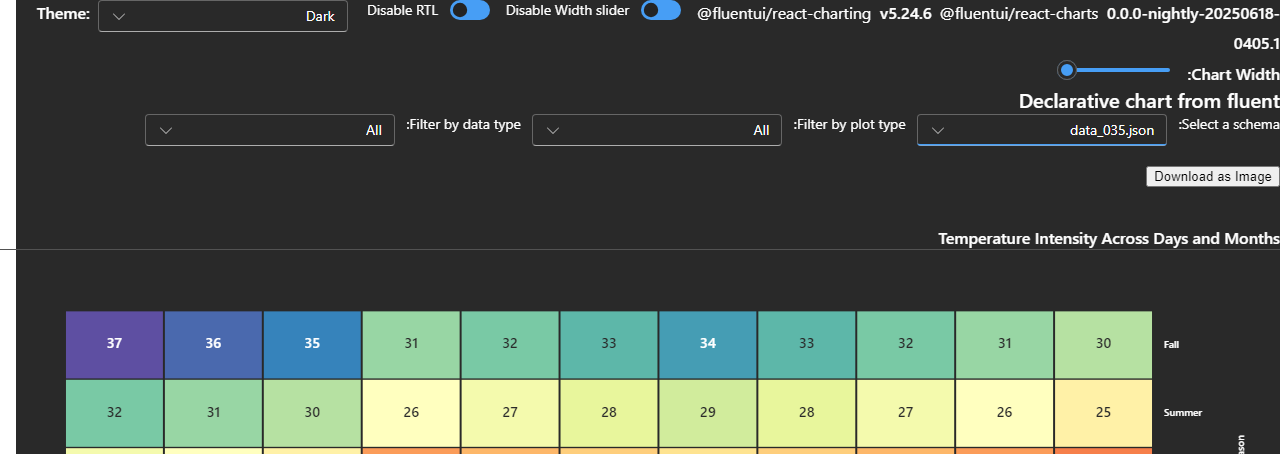 Theme:
Dark
Disable RTL
Disable Width slider
@fluentui/react-charting v5.24.6 @fluentui/react-charts 0.0.0-nightly-20250618-
0405.1
:Chart Width
Declarative chart from fluent
All
:Filter by data type
All
:Filter by plot type
data_035.json
:Select a schema
Download as Image
Temperature Intensity Across Days and Months
37 36 35 31 32 33 34 33 32 31 30 Fall
32 31 30 26 27 28 29 28 27 26 25 Summer